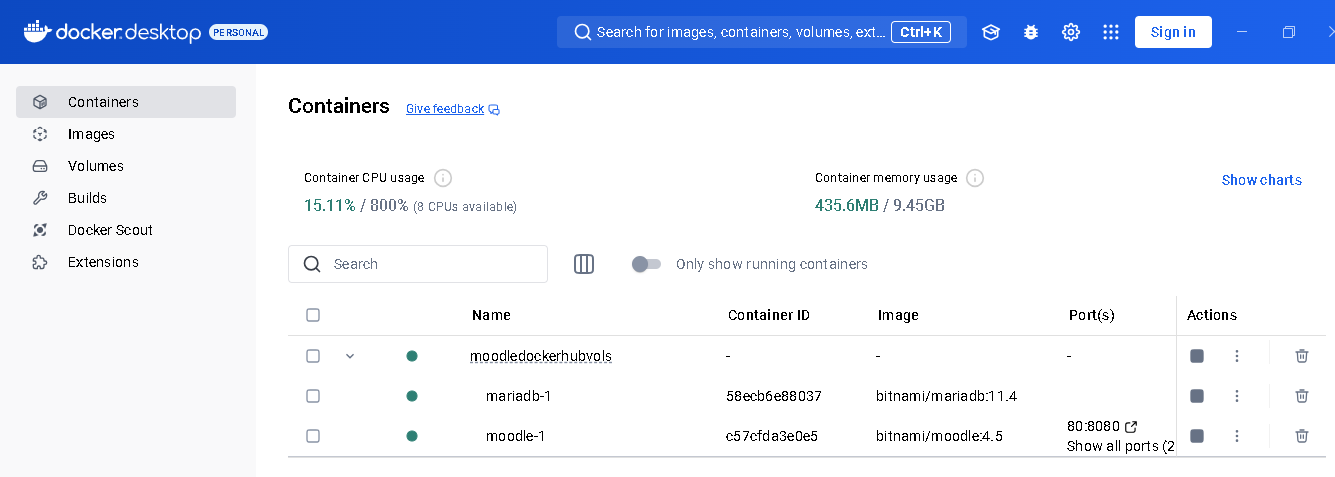 docker.desktop PERSONAL
Search for images, containers, volumes, ext... Ctrl+K
Sign in
Containers
Images
Volumes
Builds
Docker Scout
Extensions
Containers Give feedback
Container CPU usage
15.11% / 800% (8 CPUs available)
Container memory usage
435.6MB / 9.45GB
Show charts
Search
Only show running containers
Name Container ID Image Port(s) Actions
moodledockerhubvols - - -
mariadb-1 58ecb6e88037 bitnami/mariadb:11.4
moodle-1 c57cfda3e0e5 bitnami/moodle:4.5 80:8080
Show all ports (2